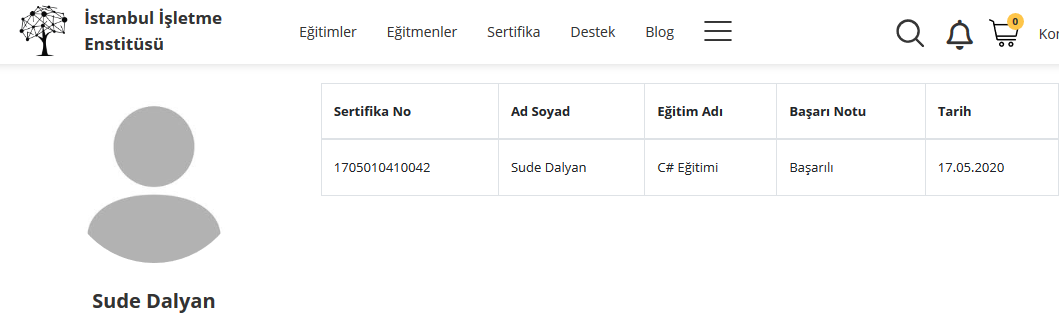 İstanbul İşletme
Enstitüsü
Eğitimler Eğitmenler Sertifika Destek Blog 0 Kor
Sertifika No Ad Soyad Eğitim Adı Başarı Notu Tarih
1705010410042 Sude Dalyan C# Eğitimi Başarılı 17.05.2020
Sude Dalyan